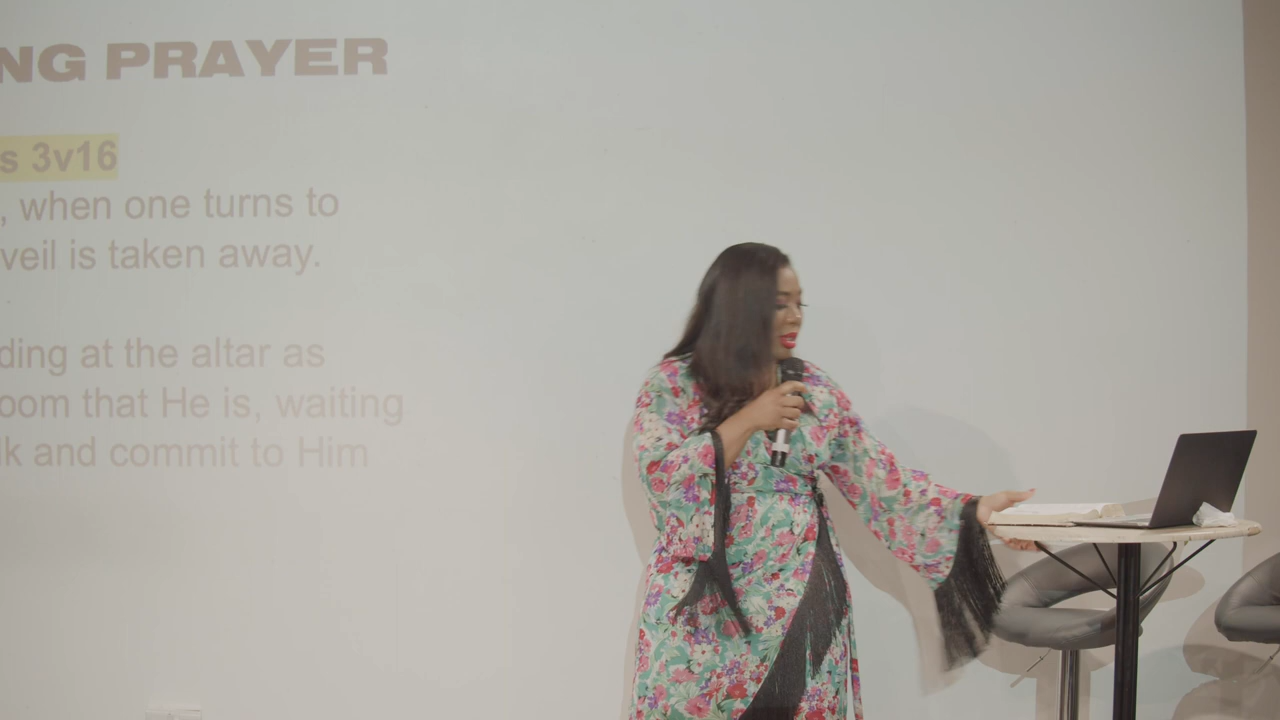 NG PRAYER
s 3v16
, when one turns to
veil is taken away.
ding at the altar as
oom that He is, waiting
lk and commit to Him